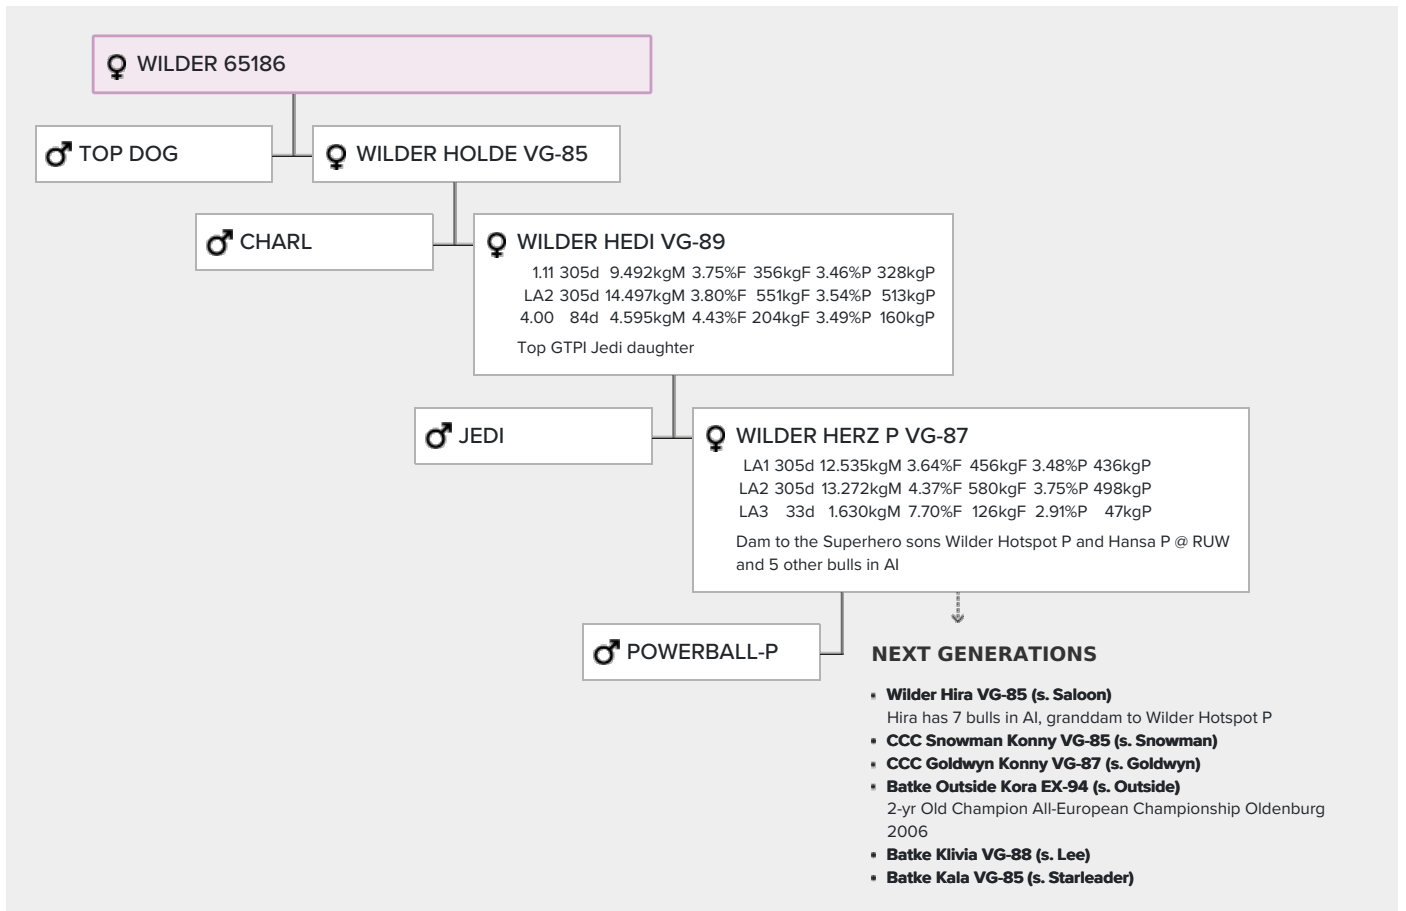 WILDER 65186
TOP DOG
WILDER HOLDE VG-85
CHARL
WILDER HEDI VG-89
1.11 305d 9.492kgM 3.75%F 356kgF 3.46%P 328kgP
LA2 305d 14.497kgM 3.80%F 551kgF 3.54%P 513kgP
4.00 84d 4.595kgM 4.43%F 204kgF 3.49%P 160kgP
Top GTPI Jedi daughter
JEDI
WILDER HERZ P VG-87
LA1 305d 12.535kgM 3.64%F 456kgF 3.48%P 436kgP
LA2 305d 13.272kgM 4.37%F 580kgF 3.75%P 498kgP
LA3 33d 1.630kgM 7.70%F 126kgF 2.91%P 47kgP
Dam to the Superhero sons Wilder Hotspot P and Hansa P @ RUW
and 5 other bulls in AI
POWERBALL-P
NEXT GENERATIONS
Wilder Hira VG-85 (s. Saloon)
Hira has 7 bulls in AI, granddam to Wilder Hotspot P
CCC Snowman Konny VG-85 (s. Snowman)
CCC Goldwyn Konny VG-87 (s. Goldwyn)
Batke Outside Kora EX-94 (s. Outside)
2-yr Old Champion All-European Championship Oldenburg
2006
Batke Klivia VG-88 (s. Lee)
Batke Kala VG-85 (s. Starleader)